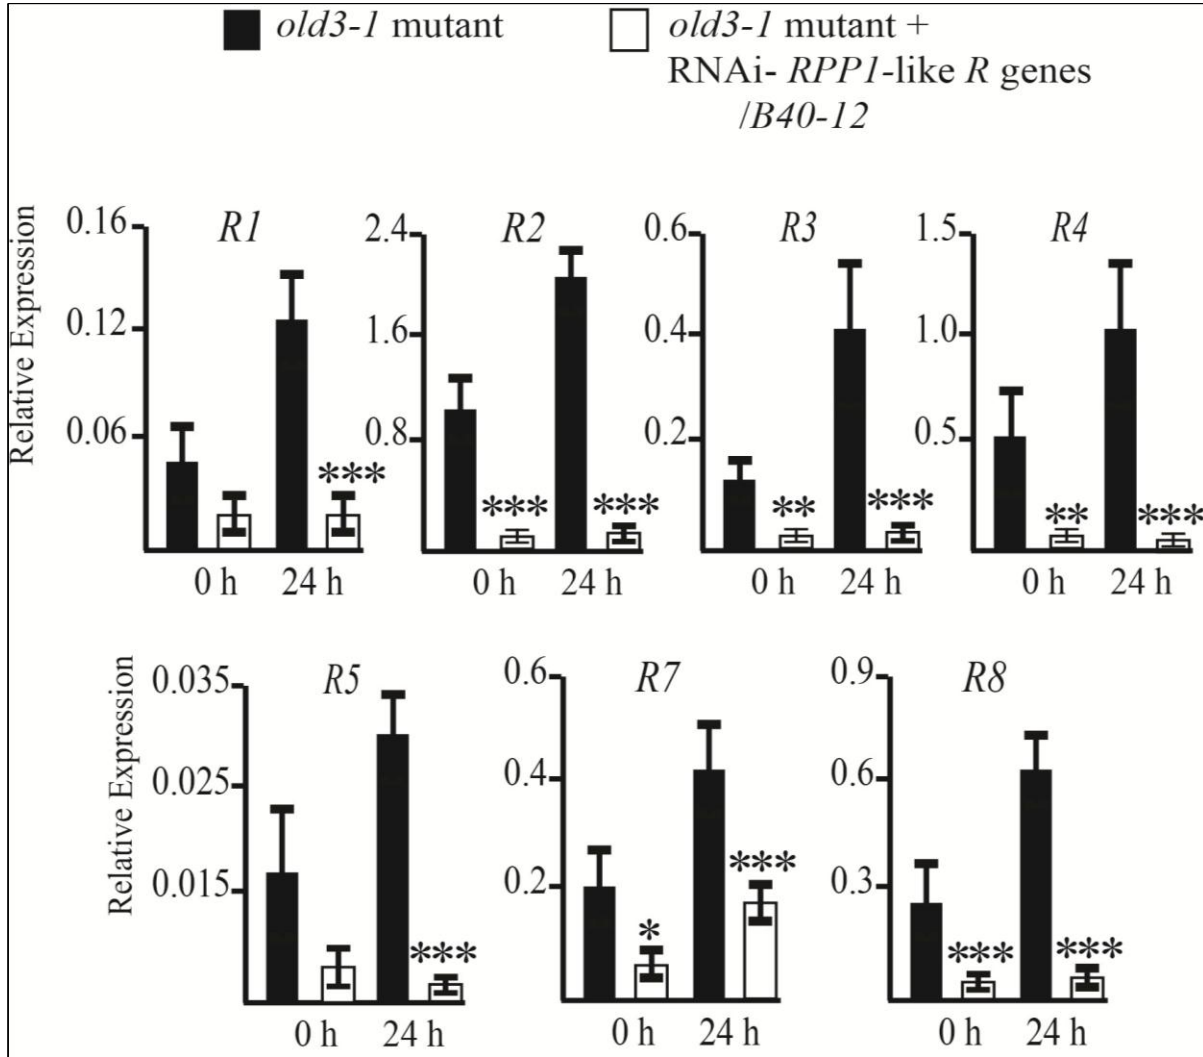 old3-1 mutant
old3-1 mutant +
RNAi- RPP1-like R genes
/B40-12
Relative Expression
R1
0.16
0.12
0.06
***
0 h 24 h
R2
2.4
1.6
0.8
*** ***
0 h 24 h
R3
0.6
0.4
0.2
** ***
0 h 24 h
R4
1.5
1.0
0.5
** ***
0 h 24 h
Relative Expression
R5
0.035
0.025
0.015
***
0 h 24 h
R7
0.6
0.4
0.2
* ***
0 h 24 h
R8
0.9
0.6
0.3
*** ***
0 h 24 h